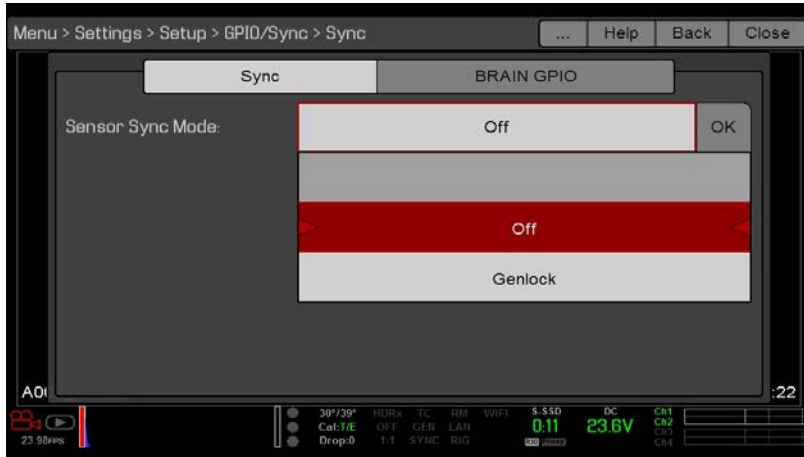 Menu > Settings > Setup > GPIO/Sync > Sync
...
Help
Back
Close
Sync
BRAIN GPIO
Sensor Sync Mode:
Off
OK
Off
Genlock
A00
:22
23.98FPS
30°/39° HDRx TC RM WIFI
Cal:T/E OFF GEN LAN
Drop:0 1:1 SYNC RIG
S-SSD
0:11
DC
23.6V
Ch1
Ch2
Ch3
Ch4